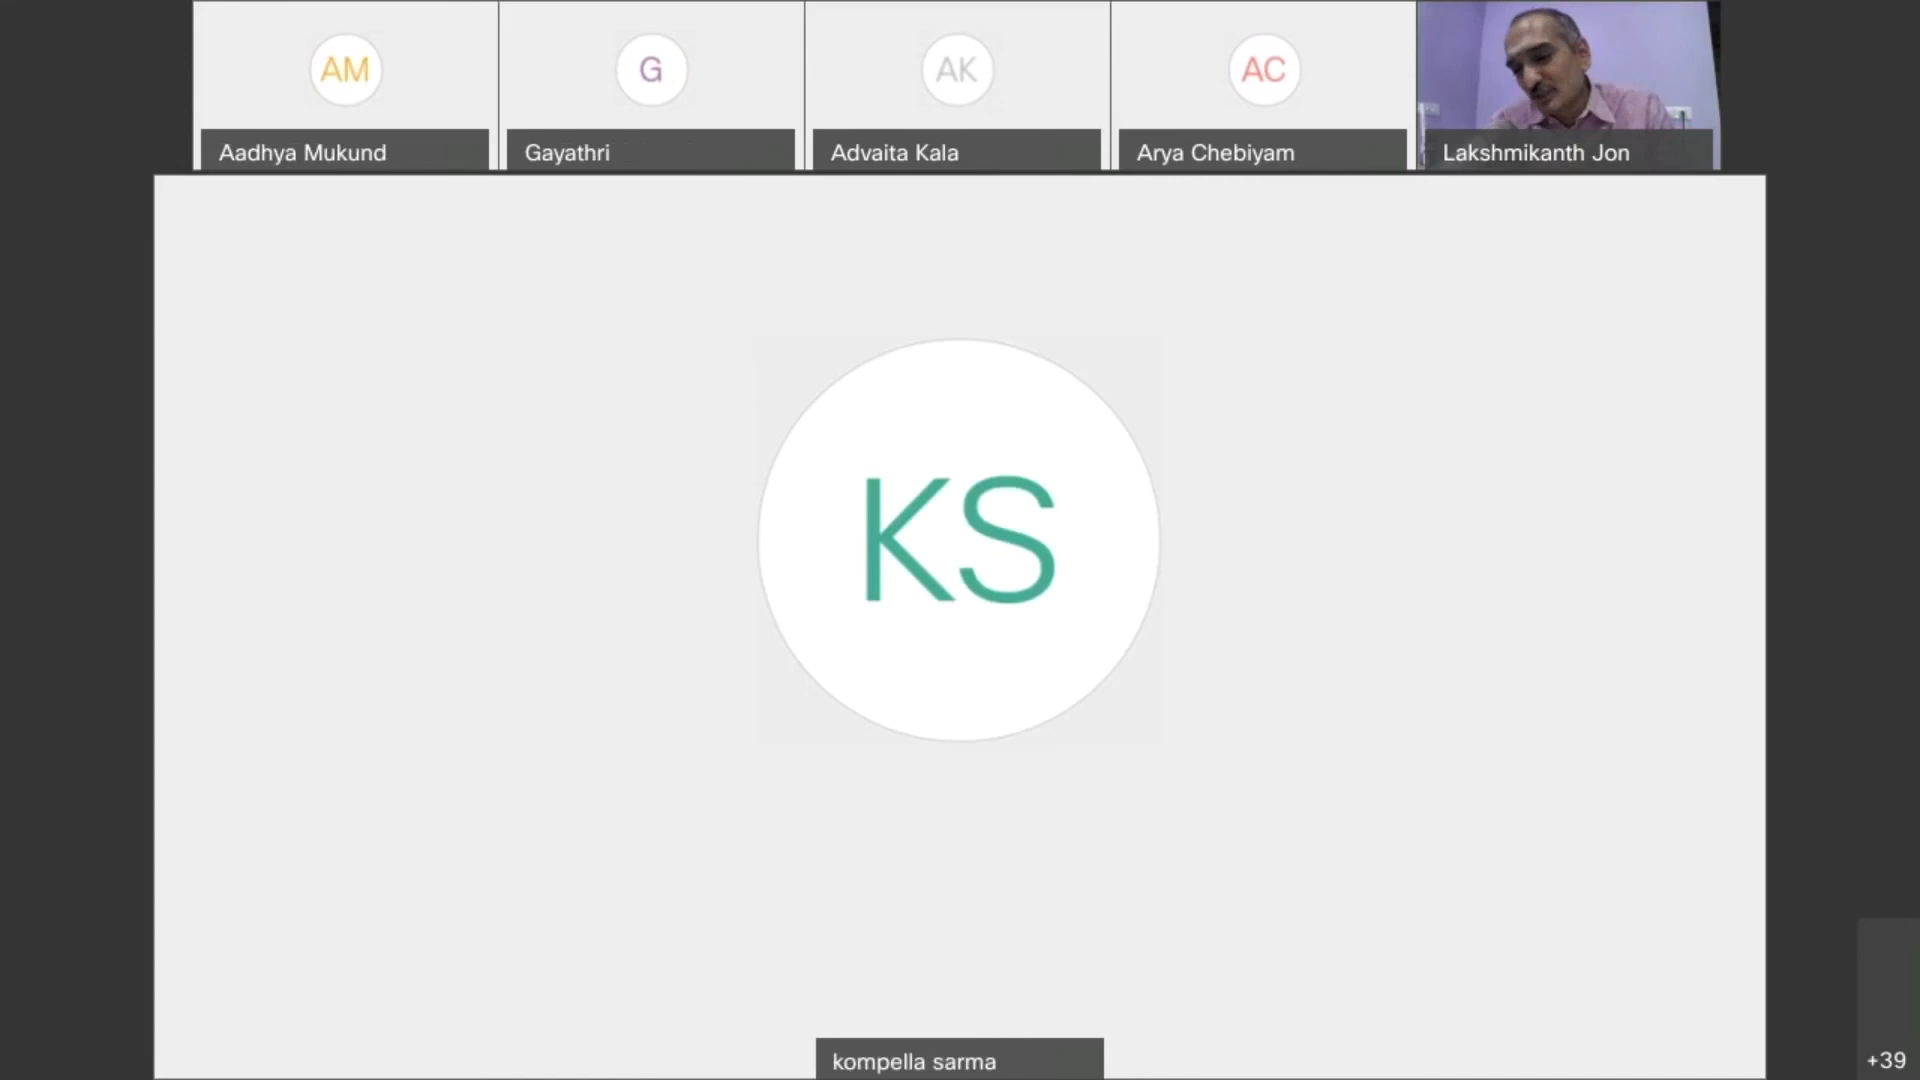 AM
G
AK
AC
Aadhya Mukund
Gayathri
Advaita Kala
Arya Chebiyam
Lakshmikanth Jon
KS
kompella sarma
+39